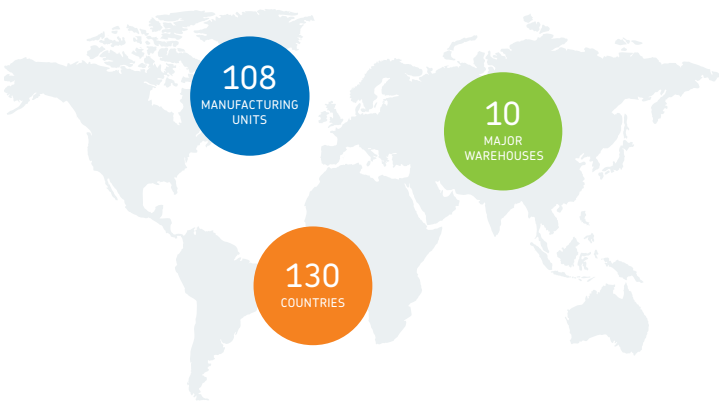 108
MANUFACTURING
UNITS
10
MAJOR
WAREHOUSES
130
COUNTRIES